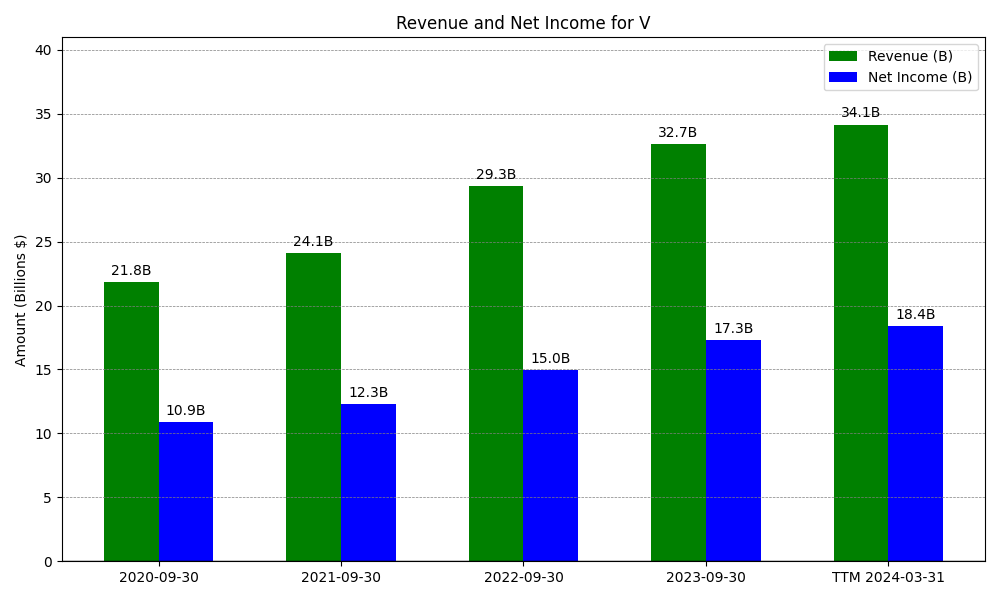 Revenue and Net Income for V
Revenue (B)
Net Income (B)
Amount (Billions $)
40
35
30
25
20
15
10
5
0
21.8B
10.9B
24.1B
12.3B
29.3B
15.0B
32.7B
17.3B
34.1B
18.4B
2020-09-30
2021-09-30
2022-09-30
2023-09-30
TTM 2024-03-31